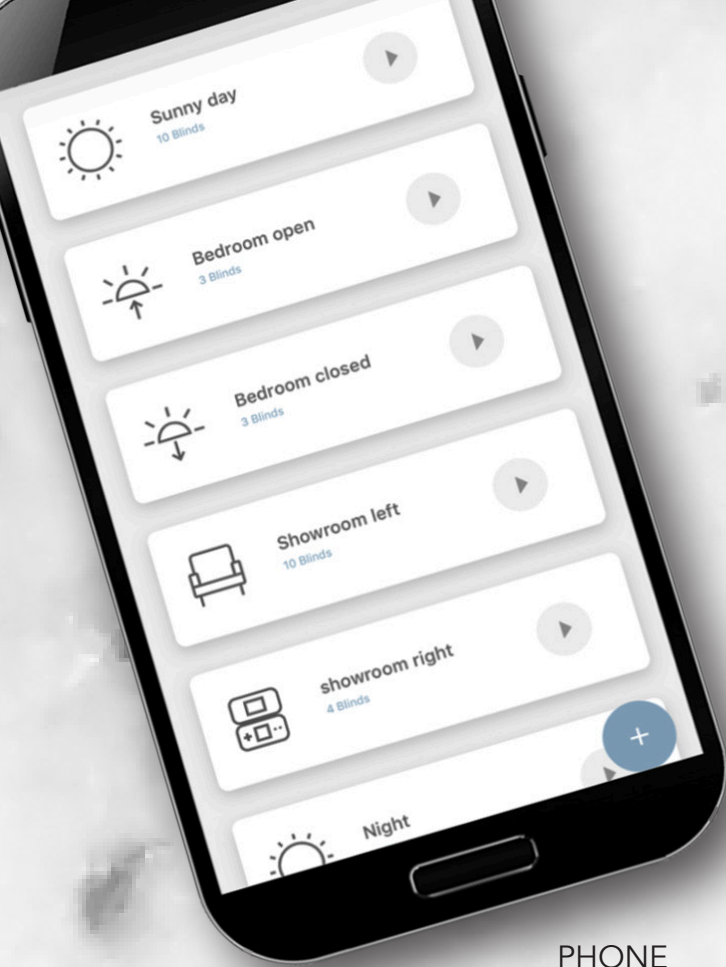 Sunny day
10 Blinds
Bedroom open
3 Blinds
Bedroom closed
3 Blinds
Showroom left
10 Blinds
showroom right
4 Blinds
Night
PHONE